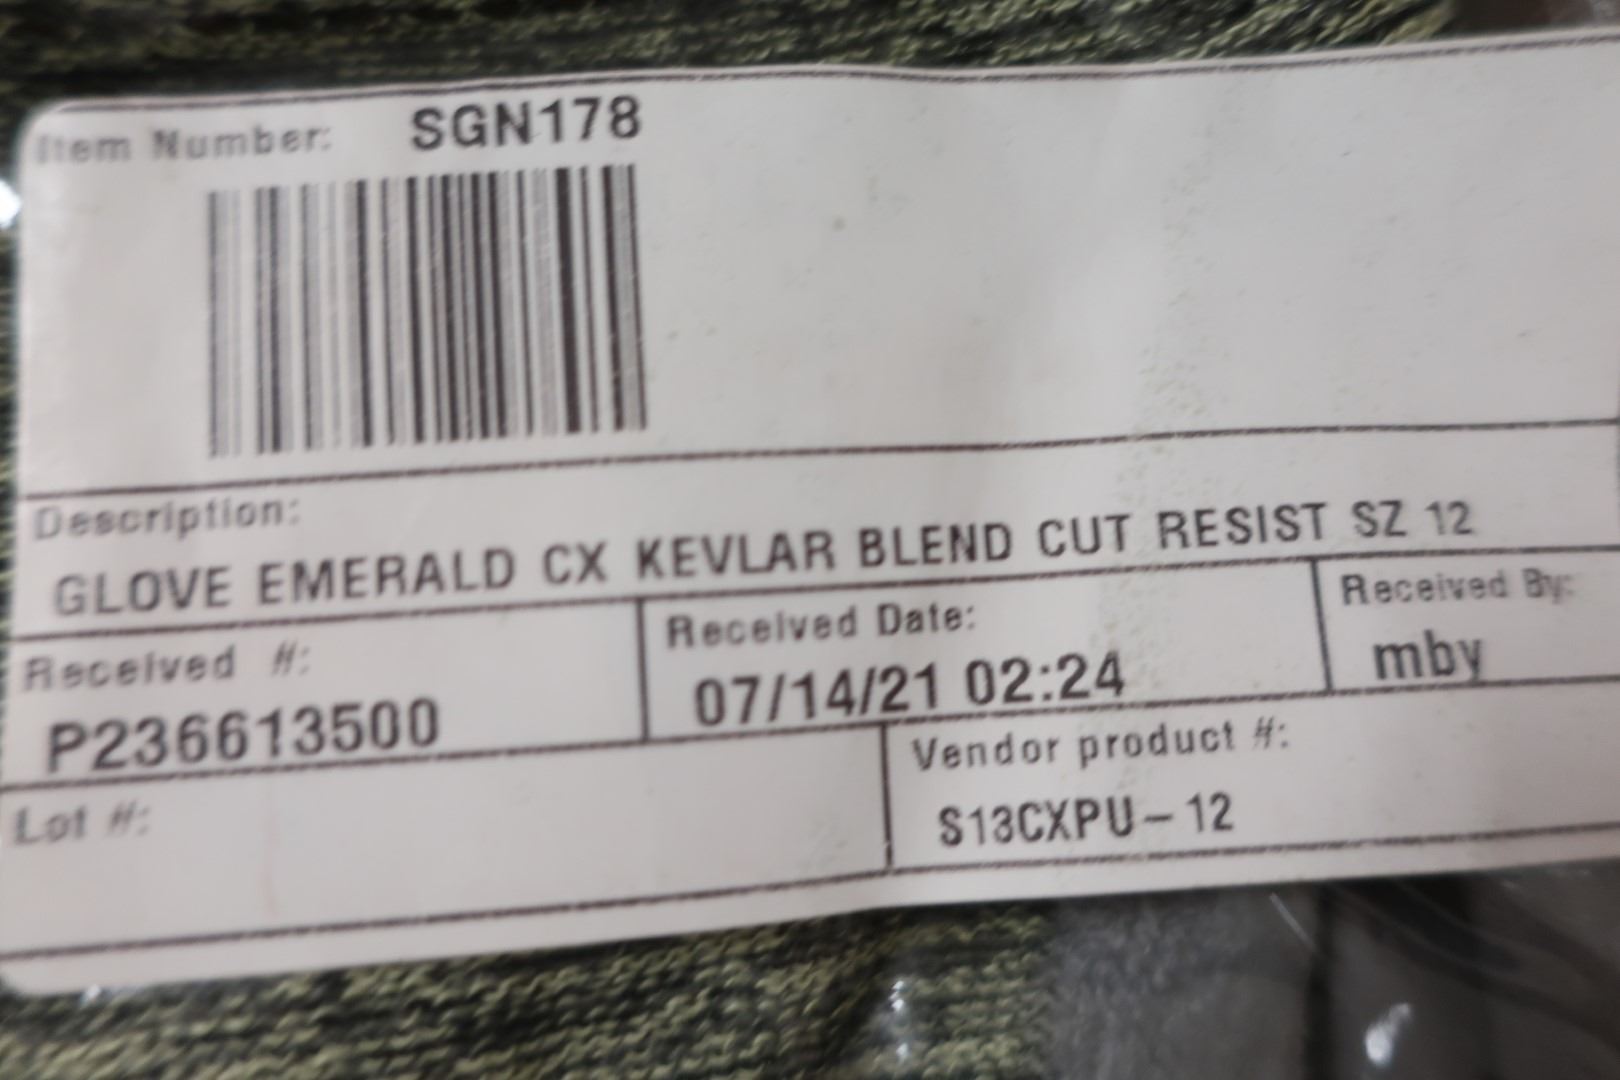 Item Number: SGN178
Description:
GLOVE EMERALD CX KEVLAR BLEND CUT RESIST SZ 12
Received #:
P236613500
Received Date:
07/14/21 02:24
Received By:
mby
Lot #:
Vendor product #:
S13CXPU-12